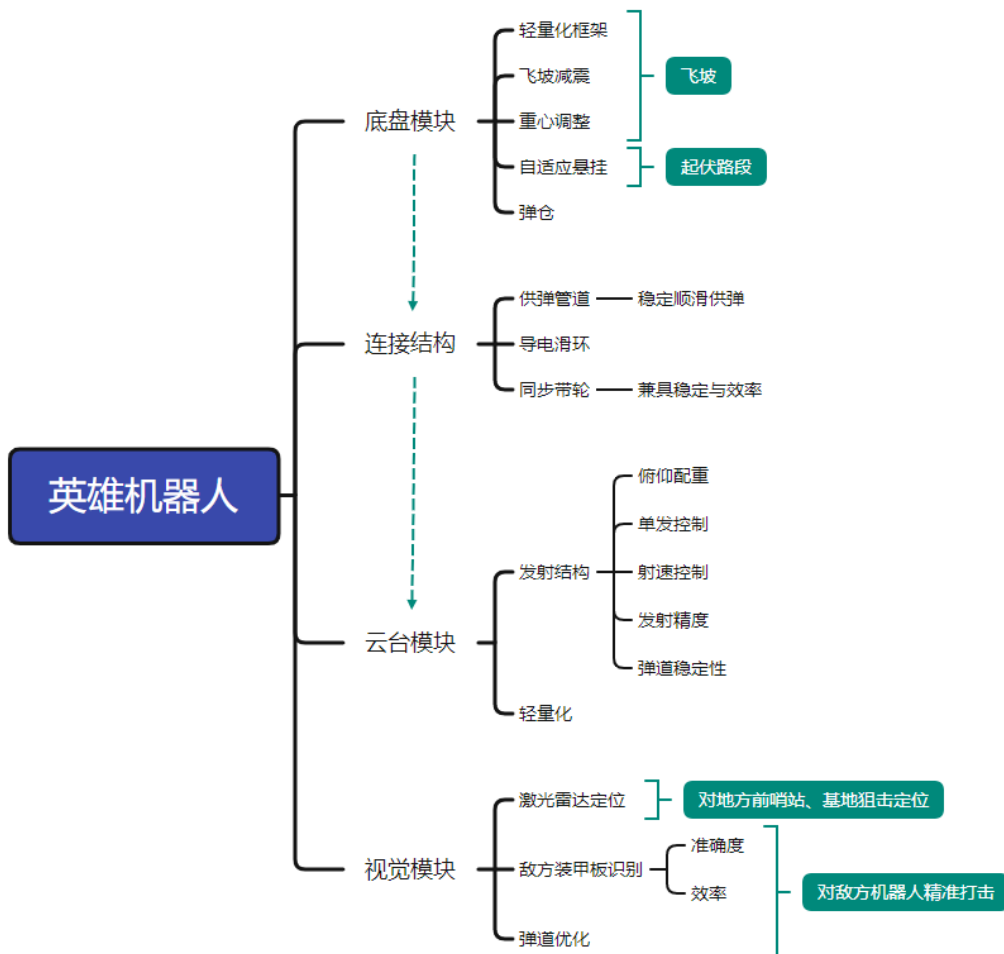 英雄机器人
底盘模块
轻量化框架
飞坡减震
重心调整
飞坡
自适应悬挂
起伏路段
弹仓
连接结构
供弹管道
稳定顺滑供弹
导电滑环
同步带轮
兼具稳定与效率
云台模块
发射结构
俯仰配重
单发控制
射速控制
发射精度
弹道稳定性
轻量化
视觉模块
激光雷达定位
对地方前哨站、基地狙击定位
敌方装甲板识别
准确度
效率
弹道优化
对敌方机器人精准打击